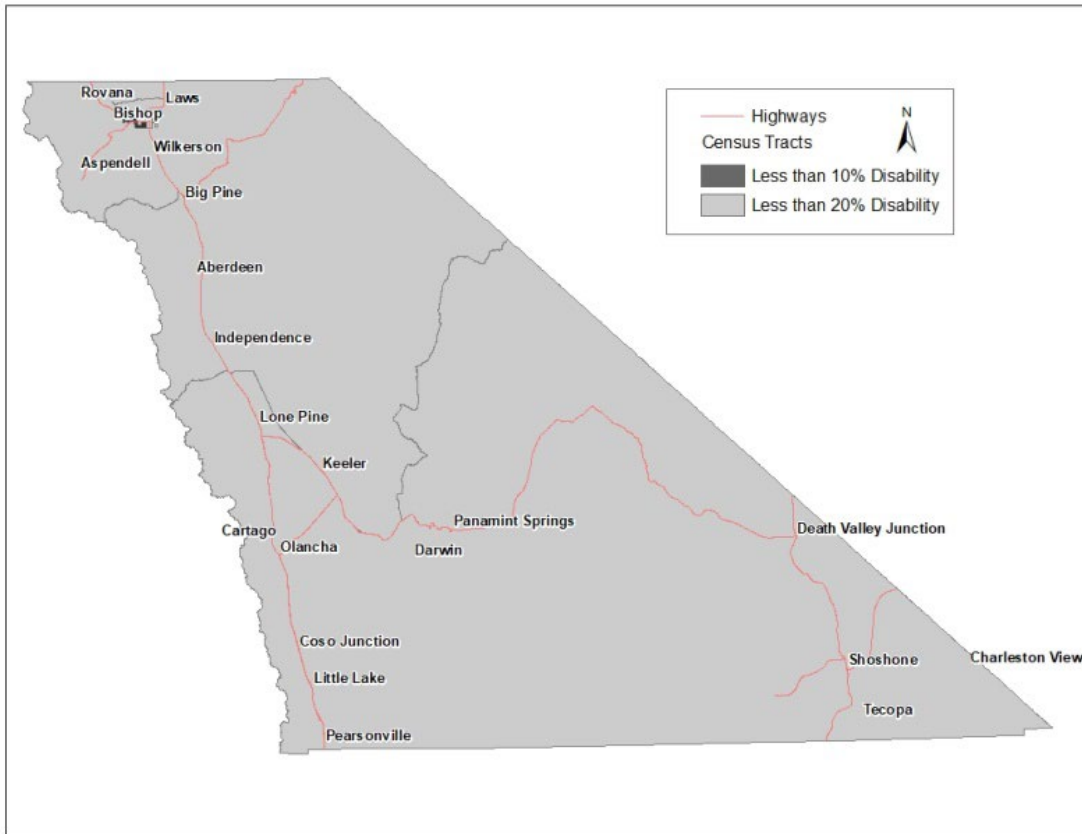 Rovana
Laws
Bishop
Wilkerson
Aspendell
Big Pine
Aberdeen
Independence
Lone Pine
Keeler
Cartago
Olancha
Darwin
Panamint Springs
Death Valley Junction
Coso Junction
Little Lake
Shoshone
Charleston View
Tecopa
Pearsonville
N
Highways
Census Tracts
Less than 10% Disability
Less than 20% Disability